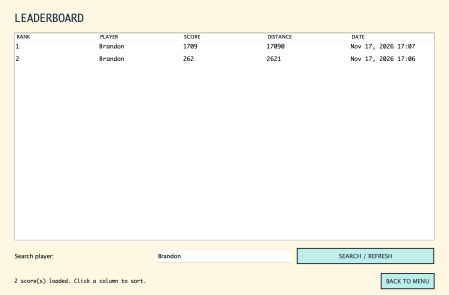 LEADERBOARD
RANK PLAYER SCORE DISTANCE DATE
1 Brandon 1709 17090 Nov 17, 2026 17:07
2 Brandon 262 2621 Nov 17, 2026 17:06
Search player: Brandon SEARCH / REFRESH
2 score(s) loaded. Click a column to sort. BACK TO MENU